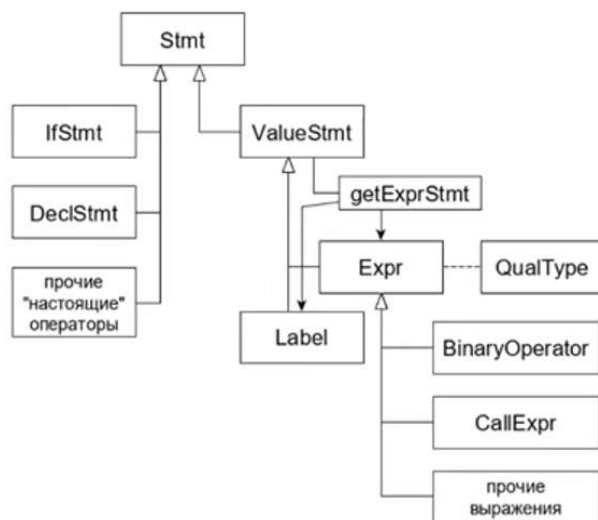 Stmt
IfStmt
ValueStmt
DeclStmt
getExprStmt
Expr
QualType
прочие
"настоящие"
операторы
Label
BinaryOperator
CallExpr
прочие
выражения